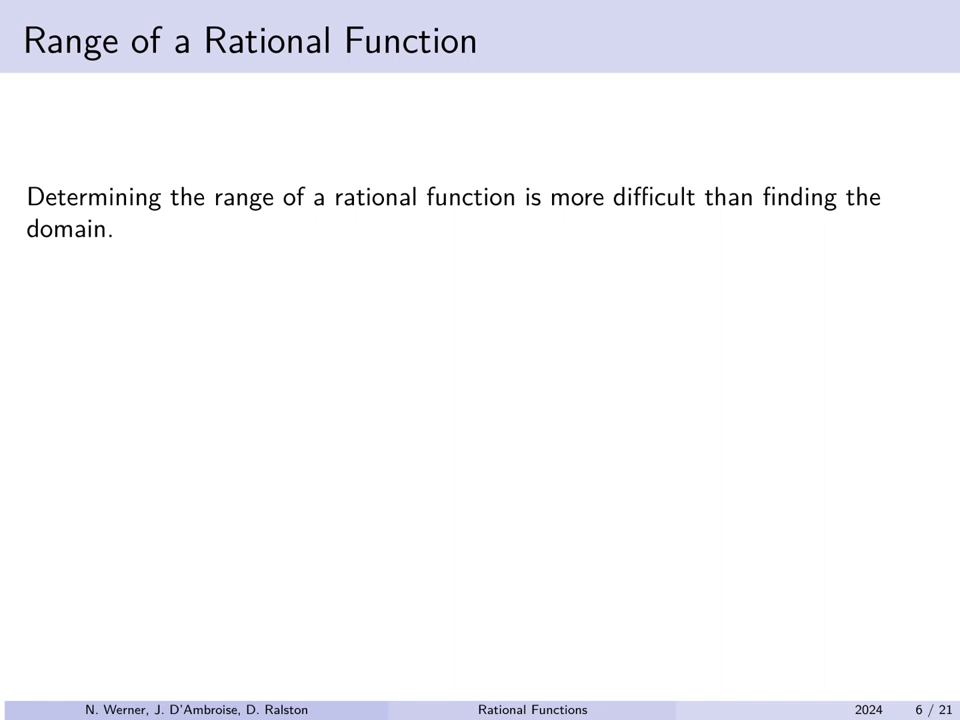 Range of a Rational Function
Determining the range of a rational function is more difficult than finding the
domain.
N. Werner, J. D'Ambroise, D. Ralston
Rational Functions
2024
6 / 21